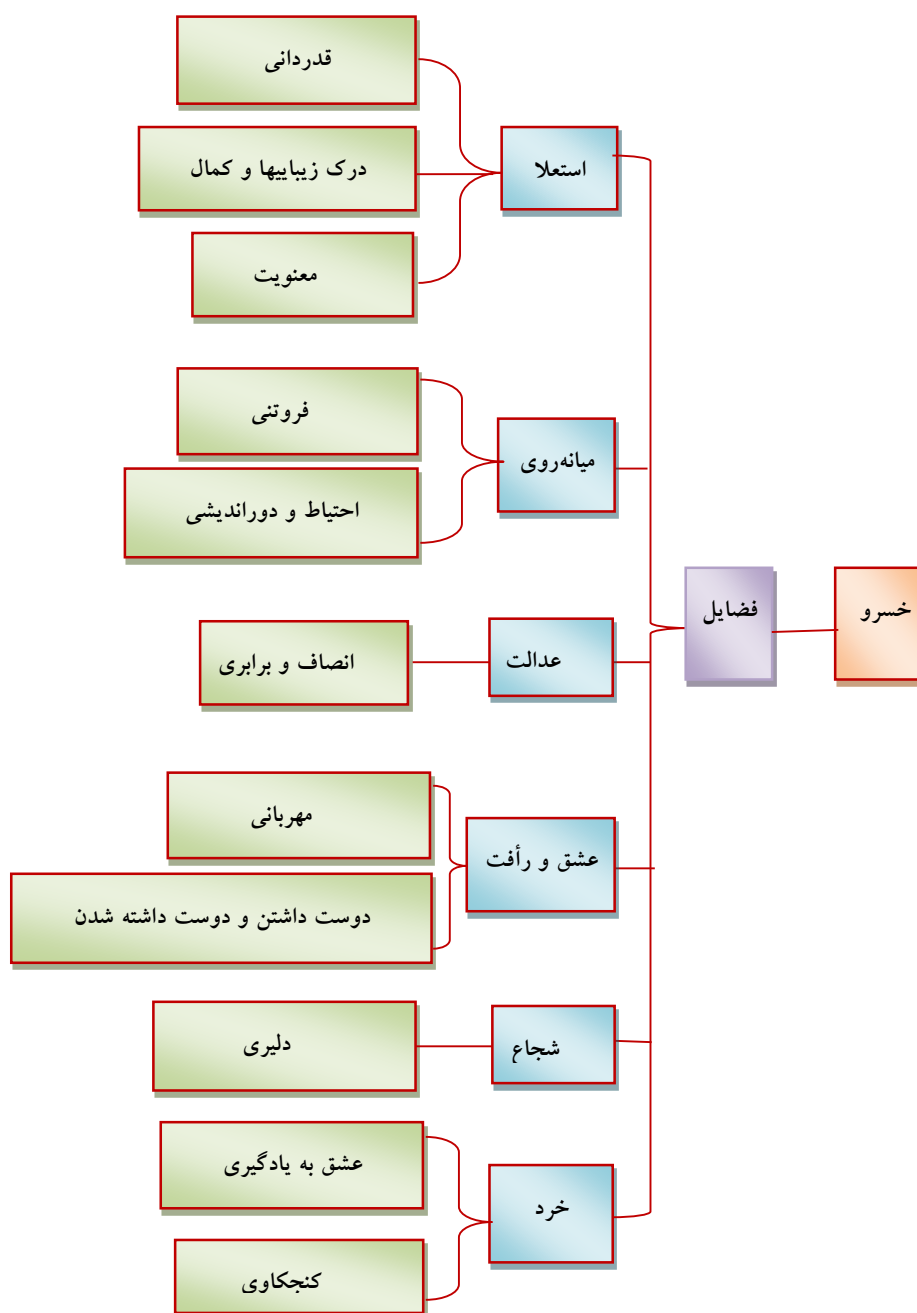 خسرو
فضایل
استعلا
قدردانی
درک زیباییها و کمال
معنویت
میانه‌روی
فروتنی
احتیاط و دوراندیشی
عدالت
انصاف و برابری
عشق و رأفت
مهربانی
دوست داشتن و دوست داشته شدن
شجاع
دلیری
خرد
عشق به یادگیری
کنجکاوی